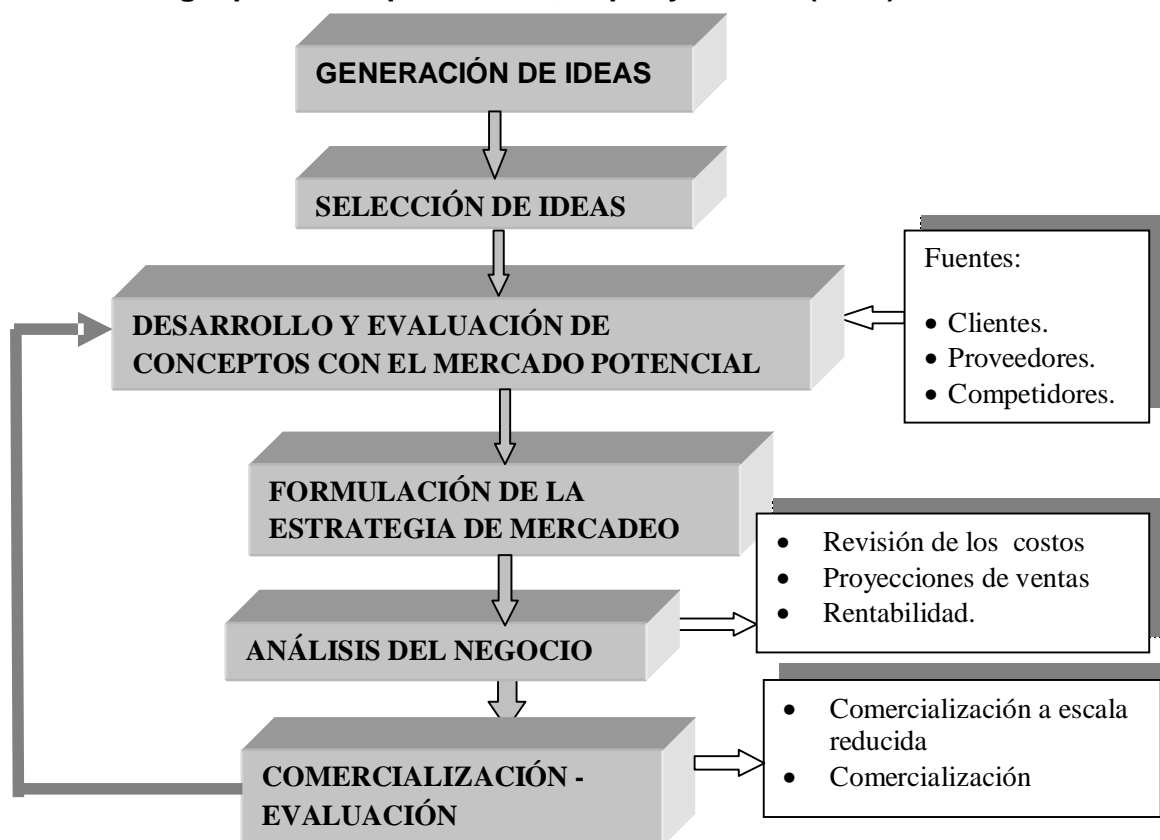 GENERACIÓN DE IDEAS
SELECCIÓN DE IDEAS
Fuentes:
• Clientes.
• Proveedores.
• Competidores.
DESARROLLO Y EVALUACIÓN DE
CONCEPTOS CON EL MERCADO POTENCIAL
FORMULACIÓN DE LA
ESTRATEGIA DE MERCADEO
• Revisión de los costos
• Proyecciones de ventas
• Rentabilidad.
ANÁLISIS DEL NEGOCIO
• Comercialización a escala
reducida
• Comercialización
COMERCIALIZACIÓN -
EVALUACIÓN